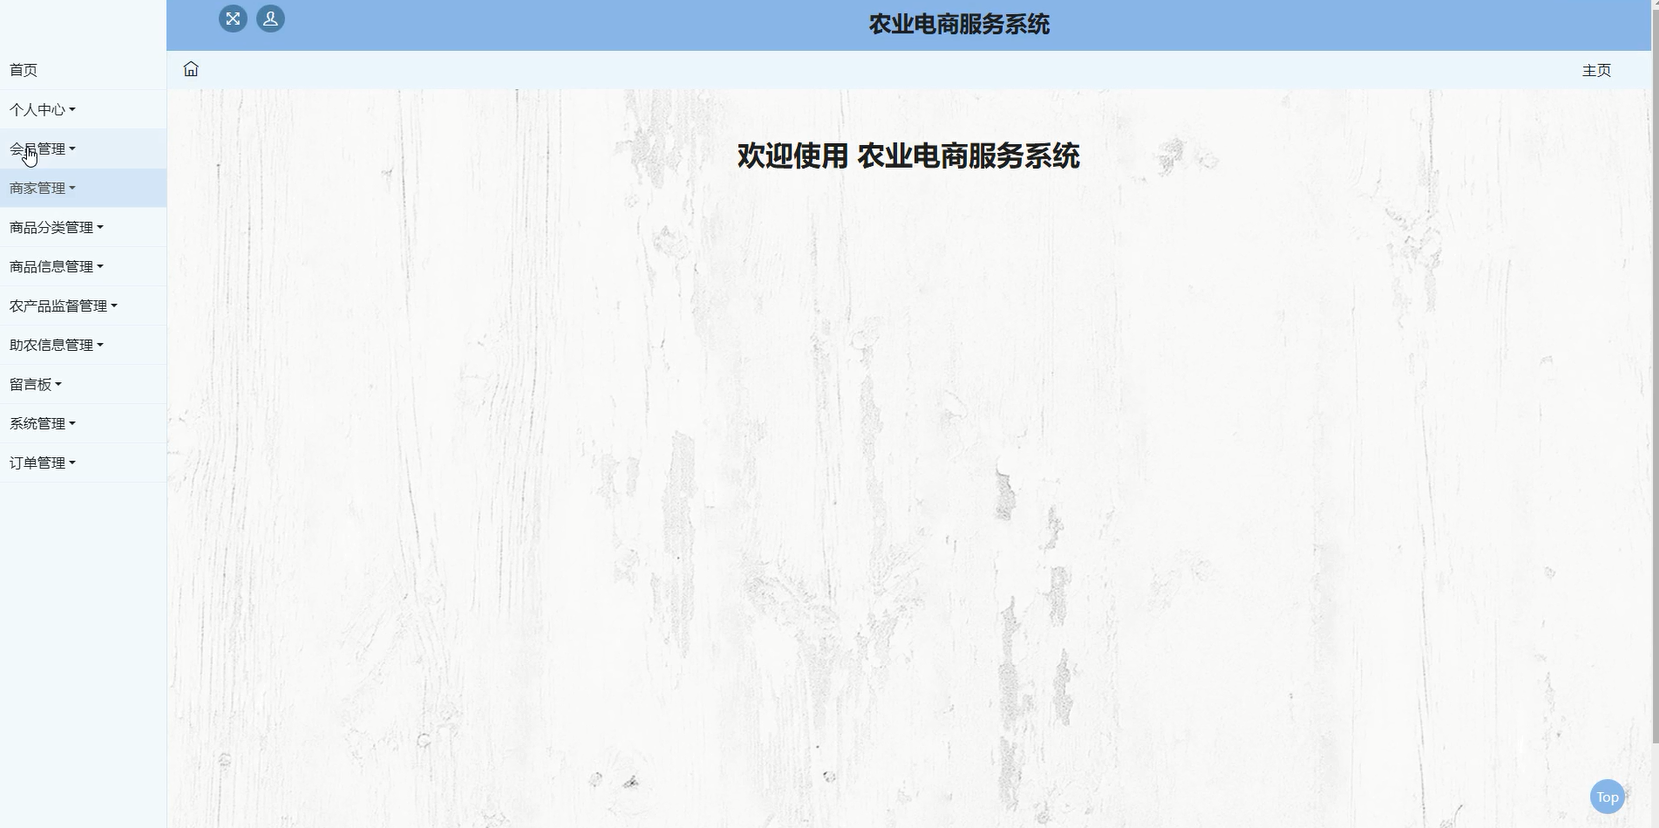 农业电商服务系统
首页
主页
个人中心
会员管理
商家管理
商品分类管理
商品信息管理
农产品监督管理
助农信息管理
留言板
系统管理
订单管理
欢迎使用 农业电商服务系统
Top